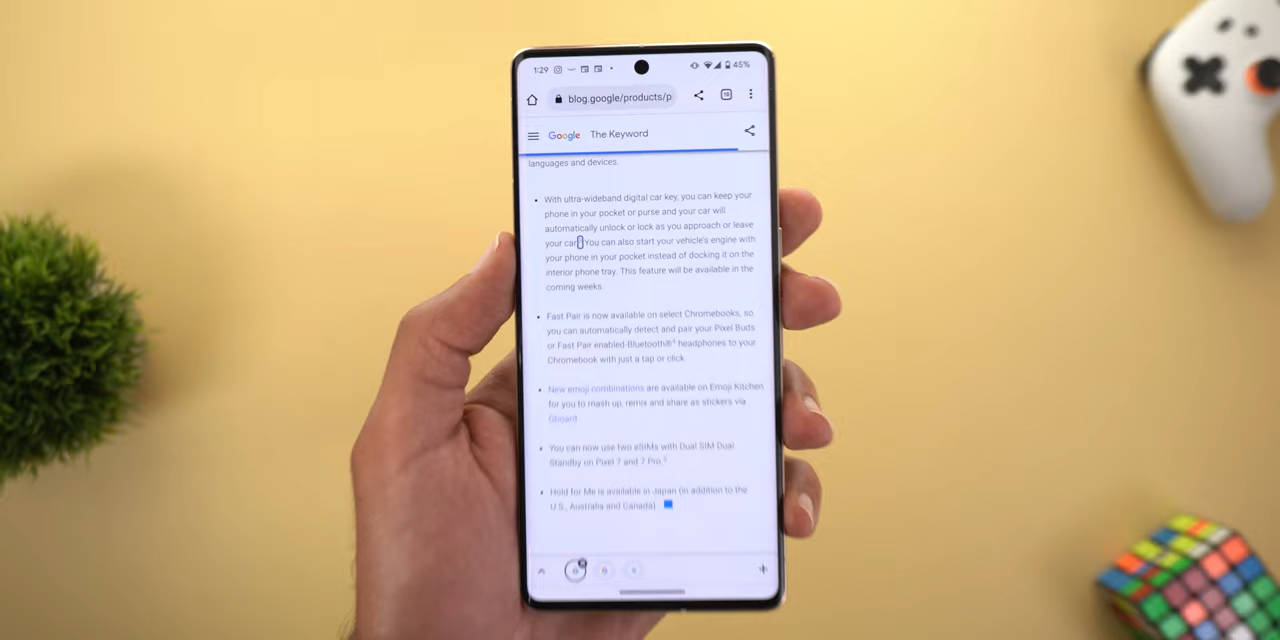 1:29 45%
blog.google/products/p 18
Google The Keyword
languages and devices.
• With ultra-wideband digital car key, you can keep your
phone in your pocket or purse and your car will
automatically unlock or lock as you approach or leave
your car. You can also start your vehicle's engine with
your phone in your pocket instead of docking it on the
interior phone tray. This feature will be available in the
coming weeks.
• Fast Pair is now available on select Chromebooks, so
you can automatically detect and pair your Pixel Buds
or Fast Pair enabled-Bluetooth®⁴ headphones to your
Chromebook with just a tap or click.
• New emoji combinations are available on Emoji Kitchen
for you to mash up, remix and share as stickers via
Gboard.
• You can now use two eSIMs with Dual SIM Dual
Standby on Pixel 7 and 7 Pro.⁵
• Hold for Me is available in Japan (in addition to the
U.S., Australia and Canada)